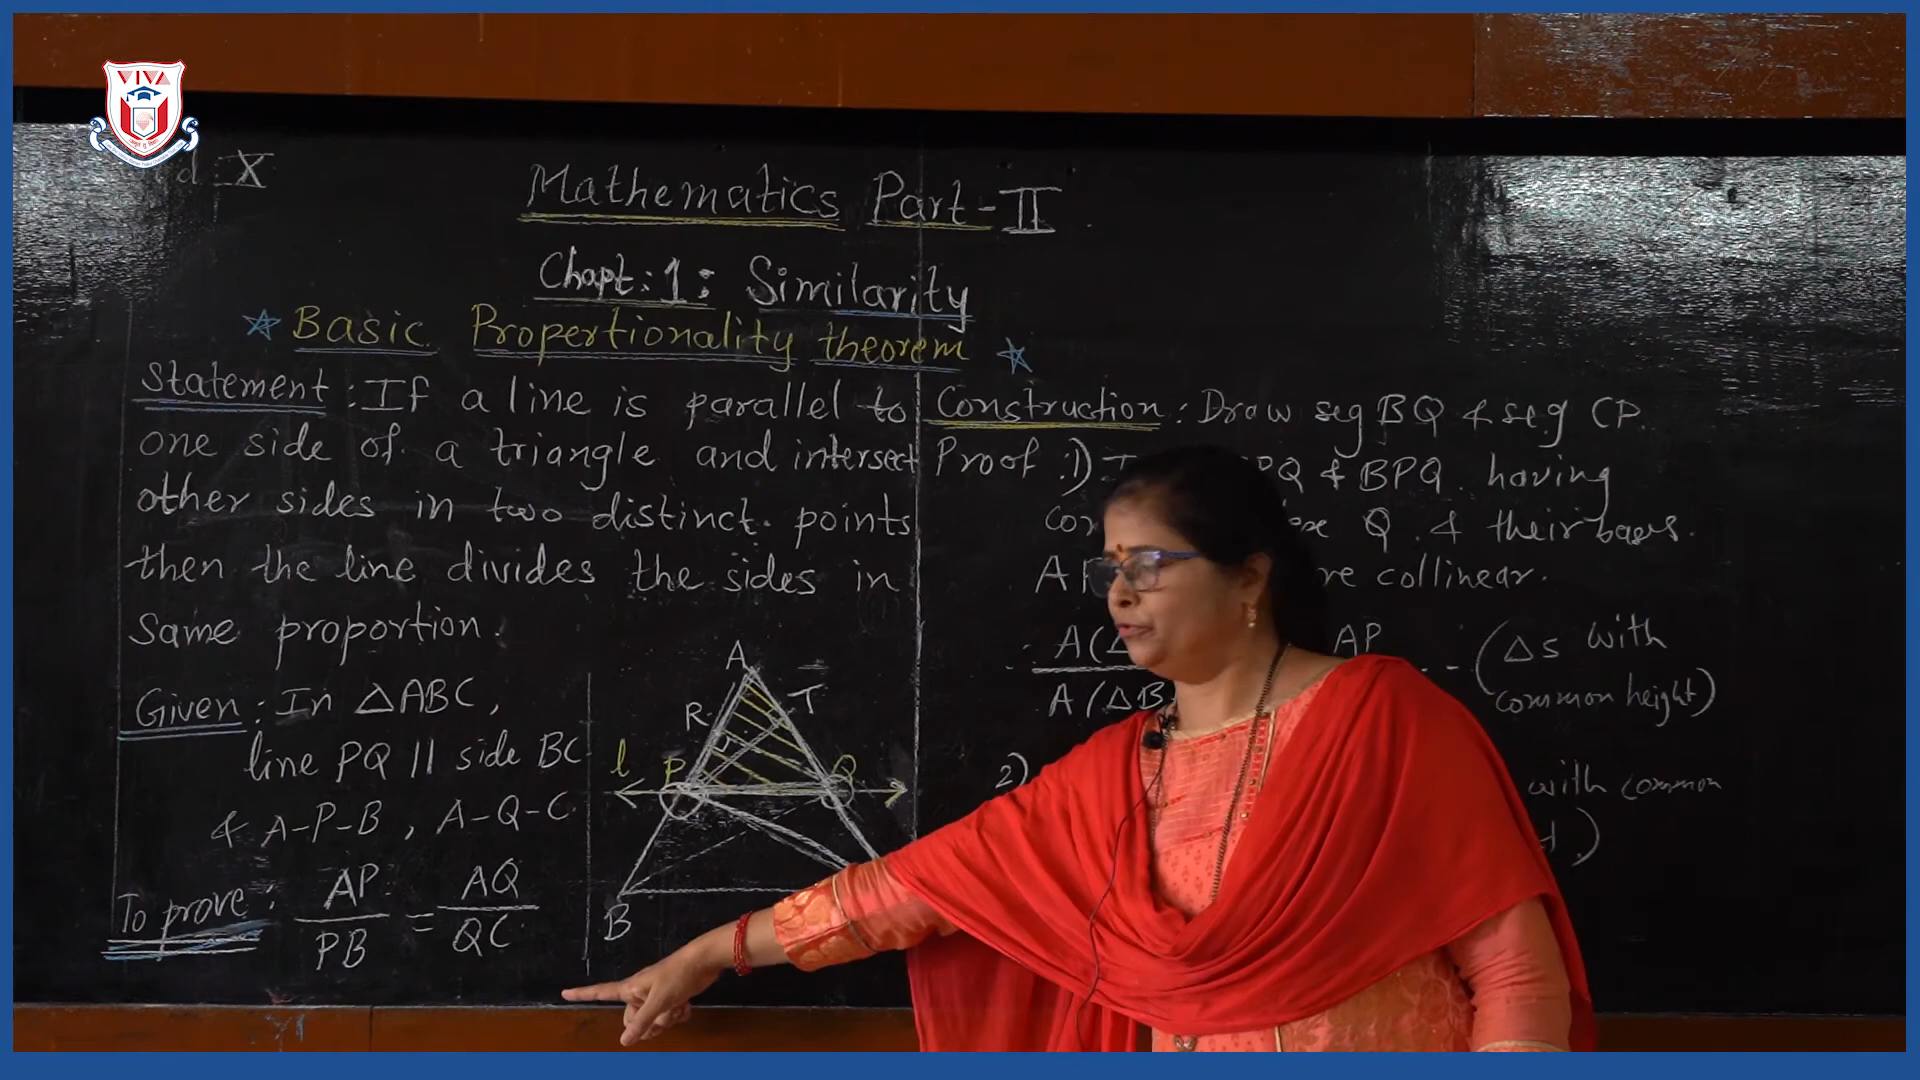 VIVA
d : X
Mathematics Part-II
Chapt: 1: Similarity
Basic Propertionality theorem
Statement : If a line is parallel to
one side of a triangle and intersect
other sides in two distinct points
then the line divides the sides in
Same proportion.
Given : In △ABC,
line PQ || side BC
& A-P-B , A-Q-C
To prove : AP/PB = AQ/QC
A
R
T
l
P
Q
B
Construction : Draw seg BQ & seg CP.
Proof : 1) PQ & BPQ having
Q & their bases
A re collinear.
∴ A(△ AP -- (△s with
A(△B common height)
2) with common